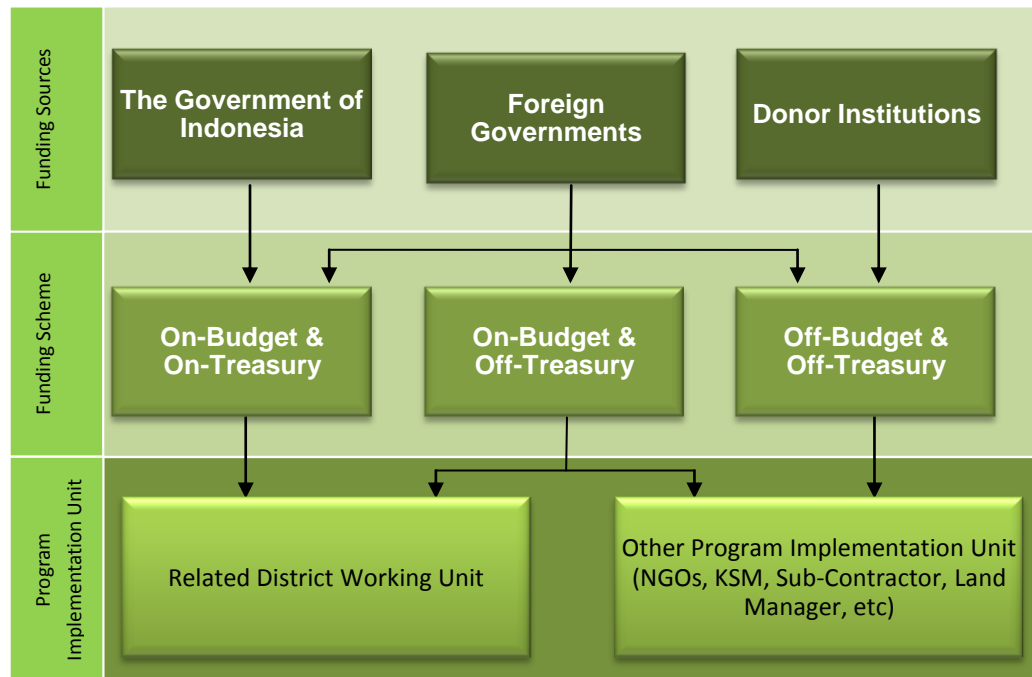 Funding Sources
The Government of
Indonesia
Foreign
Governments
Donor Institutions
Funding Scheme
On-Budget &
On-Treasury
On-Budget &
Off-Treasury
Off-Budget &
Off-Treasury
Program
Implementation Unit
Related District Working Unit
Other Program Implementation Unit
(NGOs, KSM, Sub-Contractor, Land
Manager, etc)